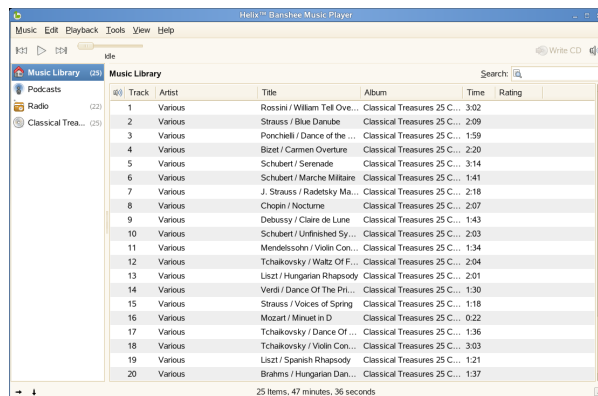 Helix™ Banshee Music Player
Music Edit Playback Tools View Help
Idle
Write CD
Music Library (25)
Podcasts
Radio (22)
Classical Trea... (25)
Music Library Search:
Track Artist Title Album Time Rating
1 Various Rossini / William Tell Ove... Classical Treasures 25 C... 3:02
2 Various Strauss / Blue Danube Classical Treasures 25 C... 2:09
3 Various Ponchielli / Dance of the ... Classical Treasures 25 C... 1:59
4 Various Bizet / Carmen Overture Classical Treasures 25 C... 2:20
5 Various Schubert / Serenade Classical Treasures 25 C... 3:14
6 Various Schubert / Marche Militaire Classical Treasures 25 C... 1:41
7 Various J. Strauss / Radetsky Ma... Classical Treasures 25 C... 2:18
8 Various Chopin / Nocturne Classical Treasures 25 C... 2:07
9 Various Debussy / Claire de Lune Classical Treasures 25 C... 1:43
10 Various Schubert / Unfinished Sy... Classical Treasures 25 C... 2:03
11 Various Mendelssohn / Violin Con... Classical Treasures 25 C... 1:34
12 Various Tchaikovsky / Waltz Of F... Classical Treasures 25 C... 2:04
13 Various Liszt / Hungarian Rhapsody Classical Treasures 25 C... 2:01
14 Various Verdi / Dance Of The Pri... Classical Treasures 25 C... 1:30
15 Various Strauss / Voices of Spring Classical Treasures 25 C... 1:18
16 Various Mozart / Minuet in D Classical Treasures 25 C... 0:22
17 Various Tchaikovsky / Dance Of ... Classical Treasures 25 C... 1:36
18 Various Tchaikovsky / Violin Con... Classical Treasures 25 C... 3:03
19 Various Liszt / Spanish Rhapsody Classical Treasures 25 C... 1:21
20 Various Brahms / Hungarian Dan... Classical Treasures 25 C... 1:37
25 Items, 47 minutes, 36 seconds